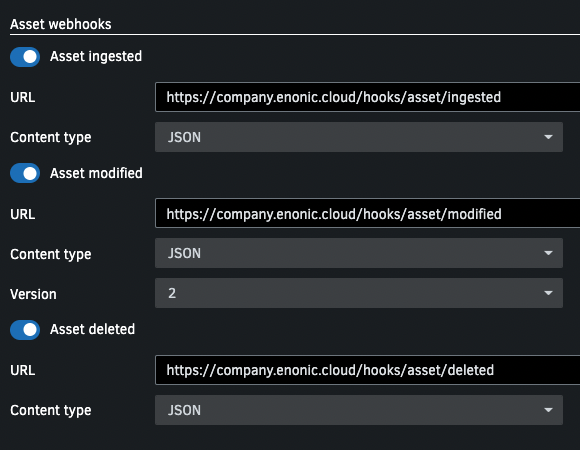 Asset webhooks
Asset ingested
URL https://company.enonic.cloud/hooks/asset/ingested
Content type JSON
Asset modified
URL https://company.enonic.cloud/hooks/asset/modified
Content type JSON
Version 2
Asset deleted
URL https://company.enonic.cloud/hooks/asset/deleted
Content type JSON